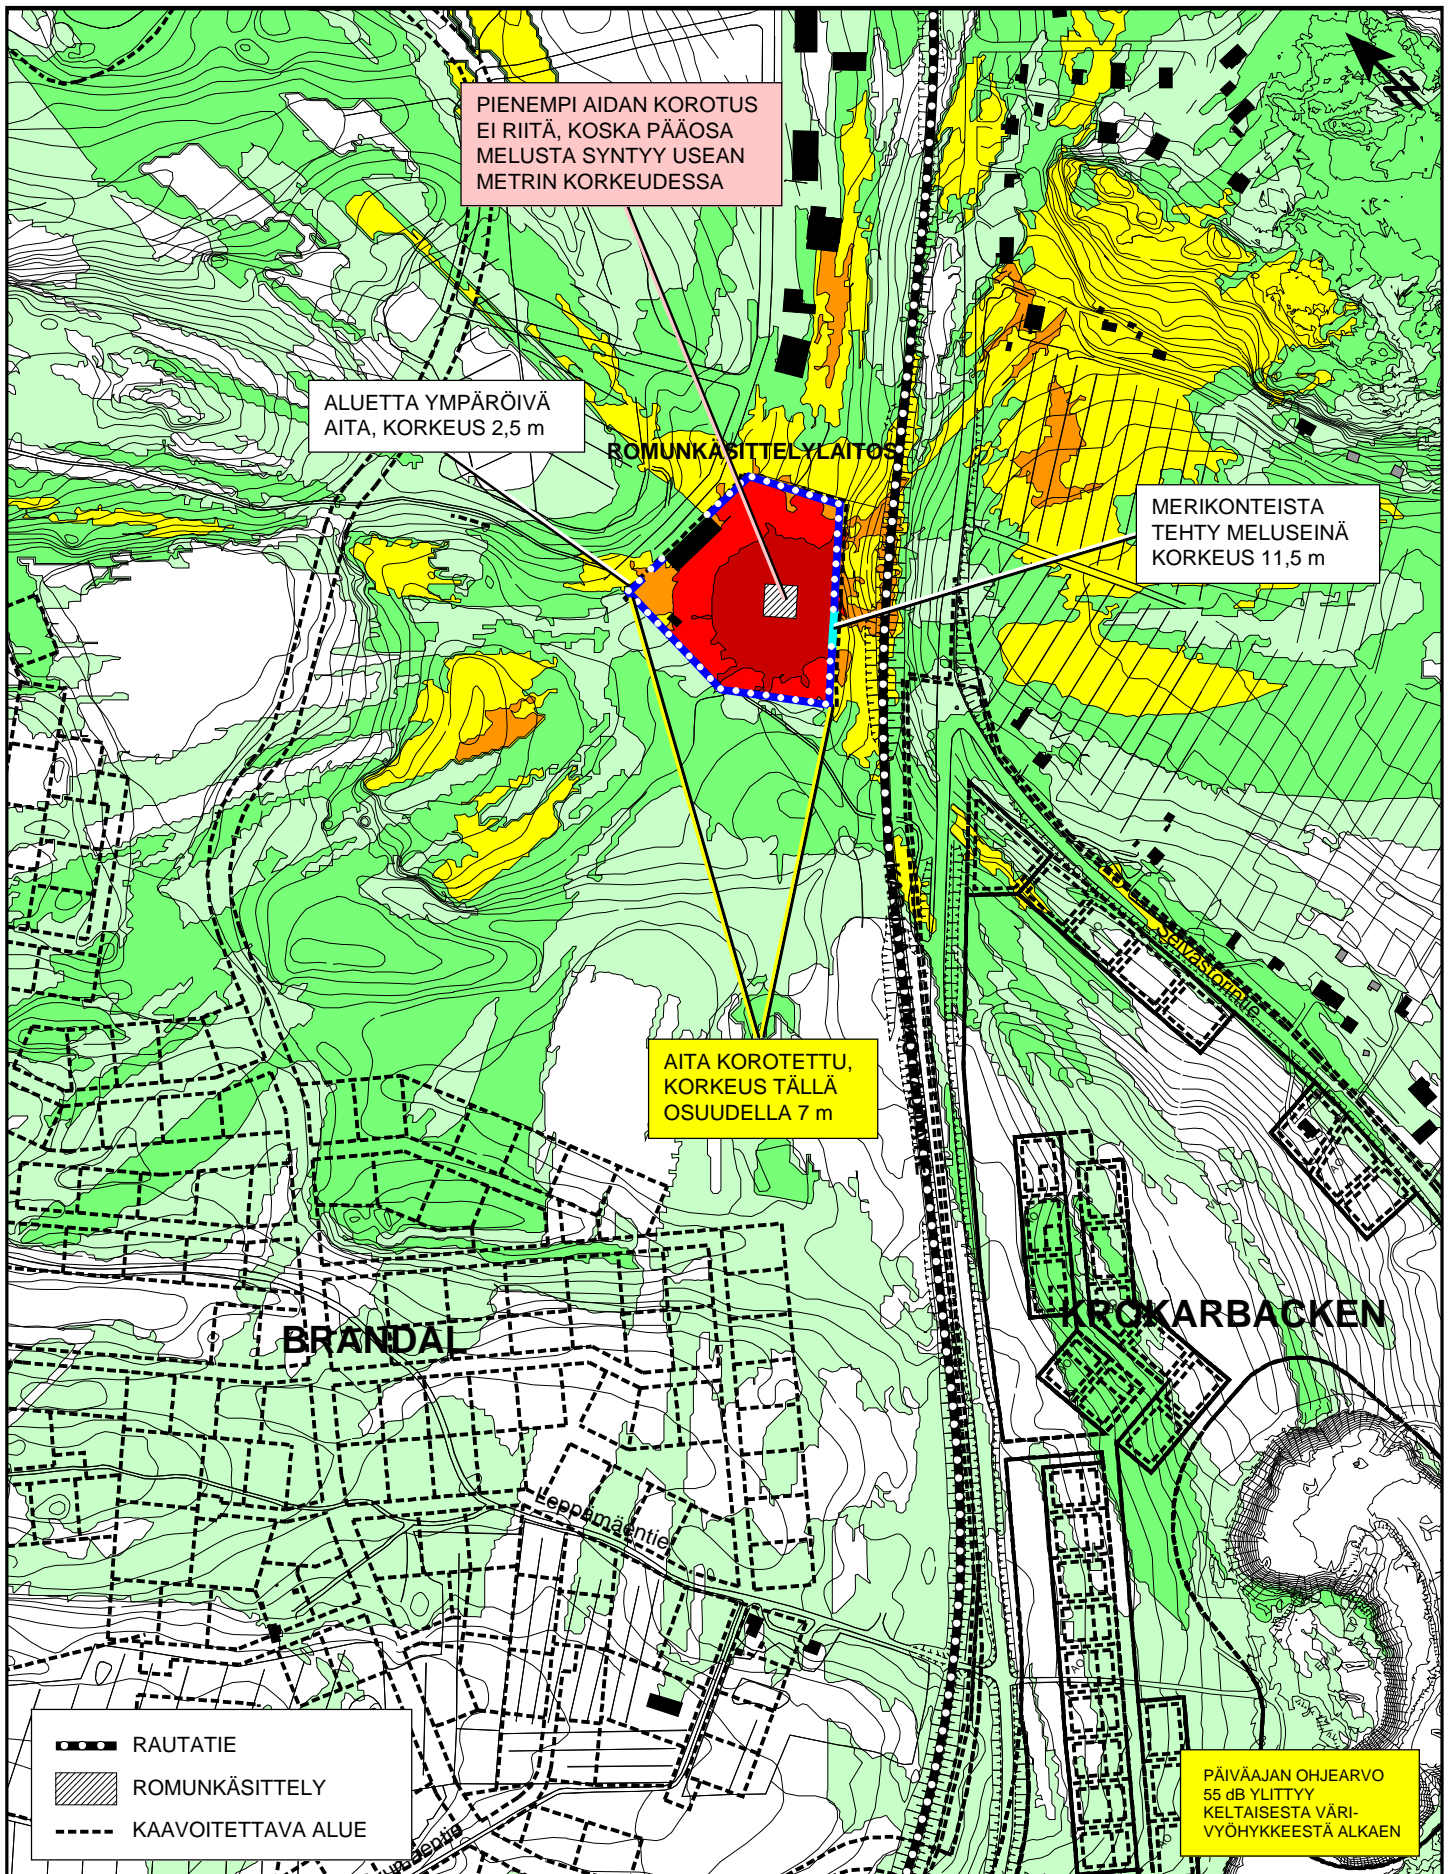 PIENEMPI AIDAN KOROTUS
EI RIITÄ, KOSKA PÄÄOSA
MELUSTA SYNTYY USEAN
METRIN KORKEUDESSA
ALUETTA YMPÄRÖIVÄ
AITA, KORKEUS 2,5 m
ROMUNKÄSITTELYLAITOS
MERIKONTEISTA
TEHTY MELUSEINÄ
KORKEUS 11,5 m
Selvästorintie
AITA KOROTETTU,
KORKEUS TÄLLÄ
OSUUDELLA 7 m
KROKARBACKEN
BRANDAL
Leppämäentie
RAUTATIE
ROMUNKÄSITTELY
KAAVOITETTAVA ALUE
PÄIVÄAJAN OHJEARVO
55 dB YLITTYY
KELTAISESTA VÄRI-
VYÖHYKKEESTÄ ALKAEN